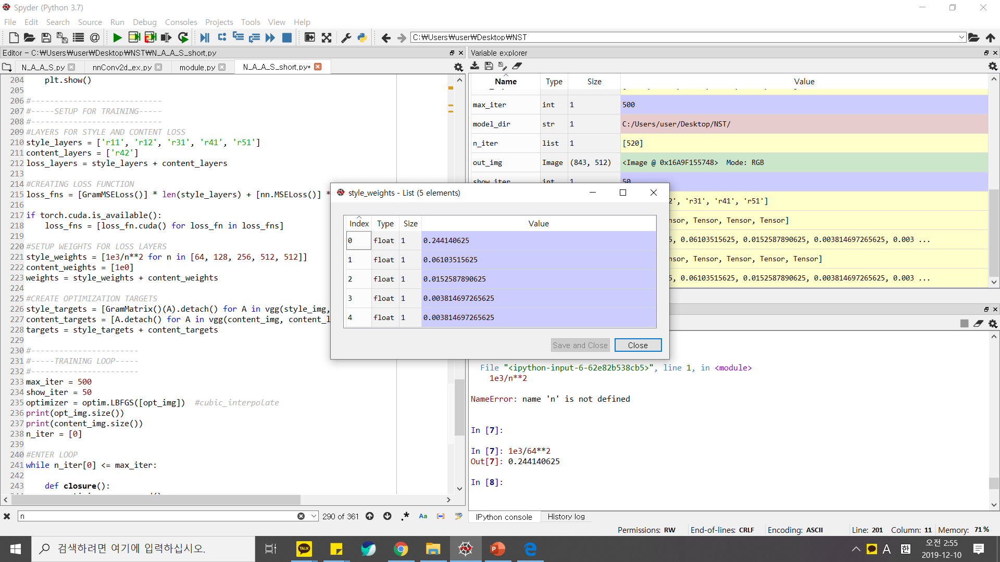 Spyder (Python 3.7)
File Edit Search Source Run Debug Consoles Projects Tools View Help
C:₩Users₩user₩Desktop₩NST
Editor - C:₩Users₩user₩Desktop₩NST₩N_A_A_S_short.py
N_A_A_S.py nnConv2d_ex.py module.py N_A_A_S_short.py*
204 plt.show()
205
206 #----------------------------
207 #-----SETUP FOR TRAINING-----
208 #----------------------------
209 #LAYERS FOR STYLE AND CONTENT LOSS
210 style_layers = ['r11', 'r12', 'r31', 'r41', 'r51']
211 content_layers = ['r42']
212 loss_layers = style_layers + content_layers
213
214 #CREATING LOSS FUNCTION
215 loss_fns = [GramMSELoss()] * len(style_layers) + [nn.MSELoss()] *
216
217 if torch.cuda.is_available():
218 loss_fns = [loss_fn.cuda() for loss_fn in loss_fns]
219
220 #SETUP WEIGHTS FOR LOSS LAYERS
221 style_weights = [1e3/n**2 for n in [64, 128, 256, 512, 512]]
222 content_weights = [1e0]
223 weights = style_weights + content_weights
224
225 #CREATE OPTIMIZATION TARGETS
226 style_targets = [GramMatrix()(A).detach() for A in vgg(style_img,
227 content_targets = [A.detach() for A in vgg(content_img, content_l
228 targets = style_targets + content_targets
229
230 #-----------------------
231 #-----TRAINING LOOP-----
232 #-----------------------
233 max_iter = 500
234 show_iter = 50
235 optimizer = optim.LBFGS([opt_img]) #cubic_interpolate
236 print(opt_img.size())
237 print(content_img.size())
238 n_iter = [0]
239
240 #ENTER LOOP
241 while n_iter[0] <= max_iter:
242
243 def closure():
n 290 of 361 .* Aa
Variable explorer
Name Type Size Value
max_iter int 1 500
model_dir str 1 C:/Users/user/Desktop/NST/
n_iter list 1 [520]
out_img Image (843, 512) <Image @ 0x16A9F155748> Mode: RGB
show_iter int 1 50
2', 'r31', 'r41', 'r51']
nsor, Tensor, Tensor]
5, 0.06103515625, 0.0152587890625, 0.003814697265625, 0.003 ...
nsor, Tensor, Tensor, Tensor, Tensor]
5, 0.06103515625, 0.0152587890625, 0.003814697265625, 0.003 ...
style_weights - List (5 elements)
Index Type Size Value
0 float 1 0.244140625
1 float 1 0.06103515625
2 float 1 0.0152587890625
3 float 1 0.003814697265625
4 float 1 0.003814697265625
Save and Close Close
File "<ipython-input-6-62e82b538cb5>", line 1, in <module>
1e3/n**2
NameError: name 'n' is not defined
In [7]:
In [7]: 1e3/64**2
Out[7]: 0.244140625
In [8]:
IPython console History log
Permissions: RW End-of-lines: CRLF Encoding: ASCII Line: 201 Column: 11 Memory: 71 %
검색하려면 여기에 입력하십시오.
TALK
A 한
오전 2:55
2019-12-10